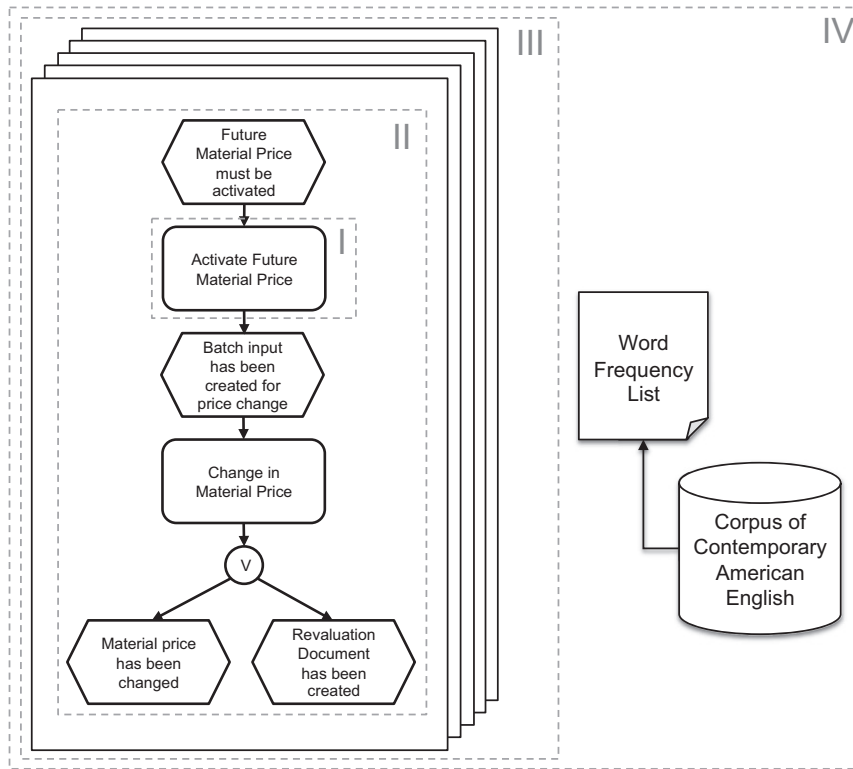 IV
III
II
Future
Material Price
must be
activated
I
Activate Future
Material Price
Batch input
has been
created for
price change
Change in
Material Price
V
Material price
has been
changed
Revaluation
Document
has been
created
Word
Frequency
List
Corpus of
Contemporary
American
English